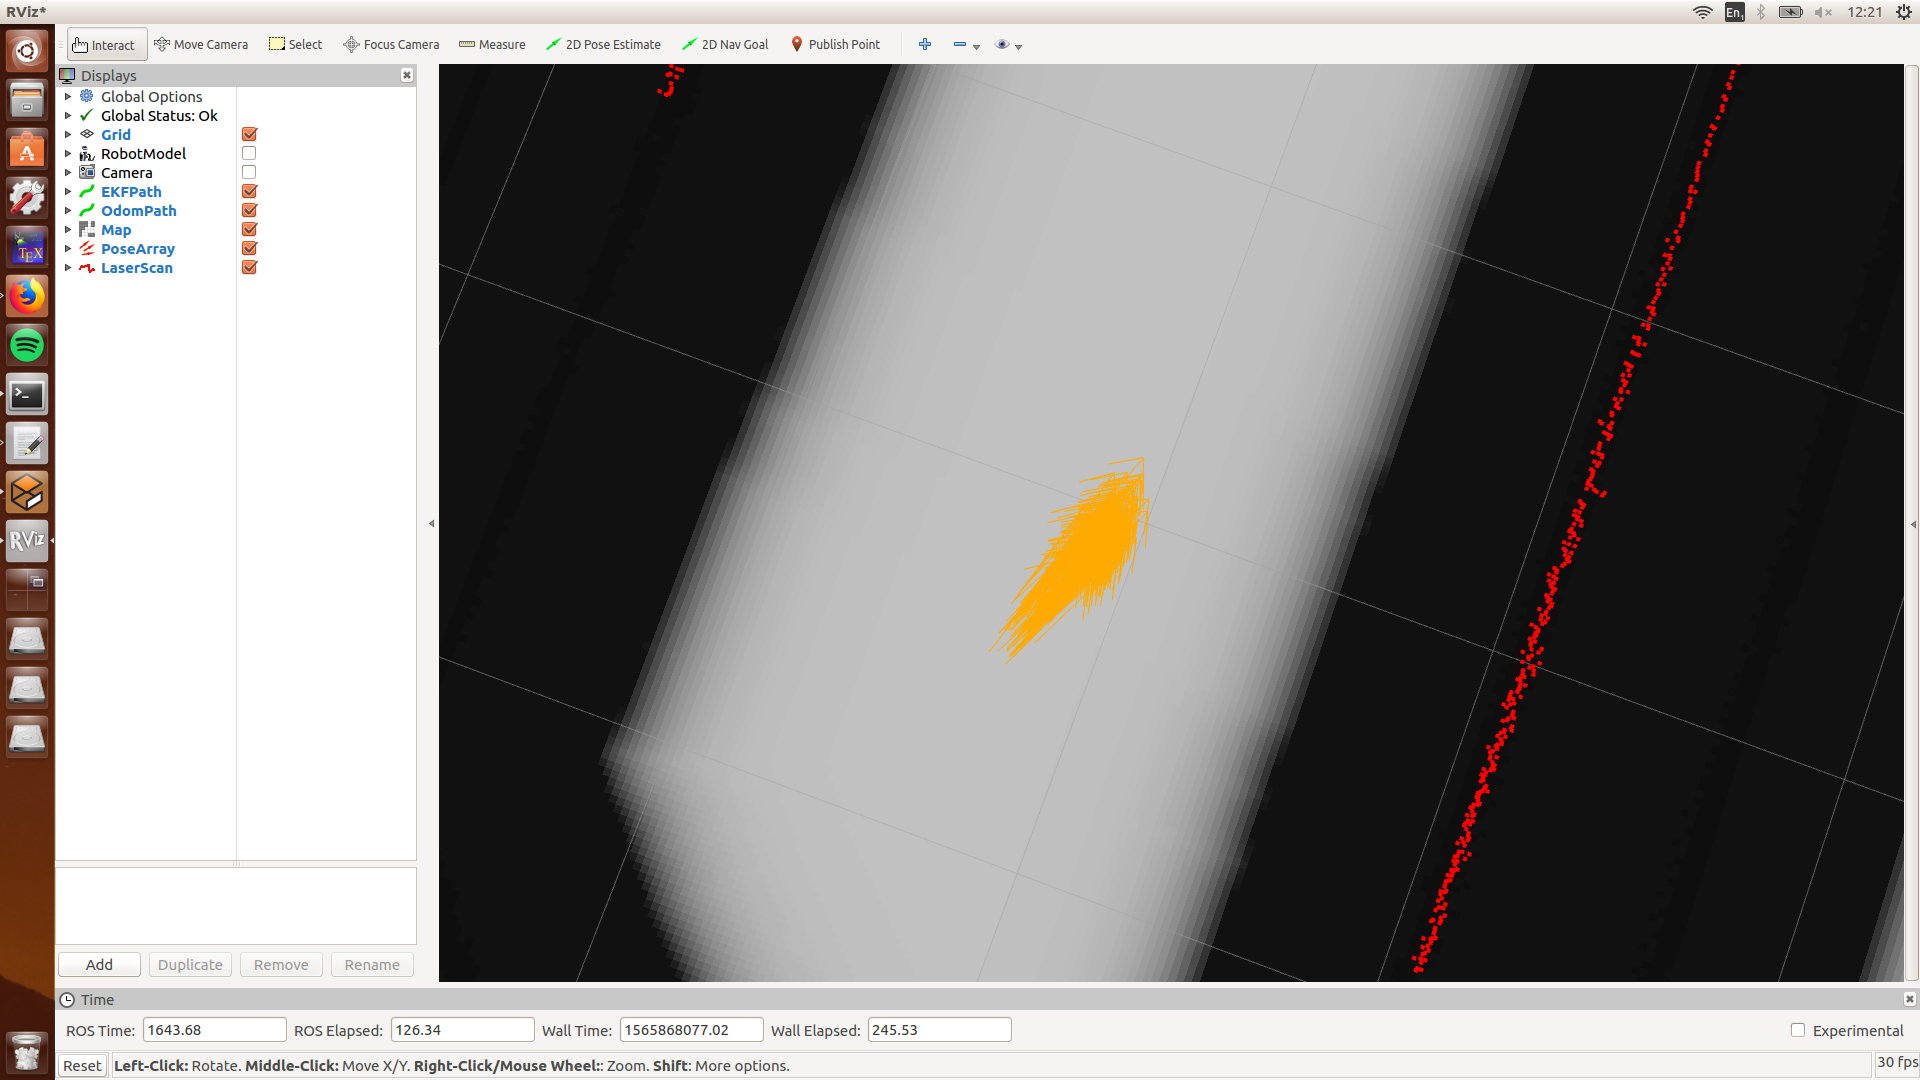 RViz*
En1
12:21
Interact
Move Camera
Select
Focus Camera
Measure
2D Pose Estimate
2D Nav Goal
Publish Point
Displays
Global Options
Global Status: Ok
Grid
RobotModel
Camera
EKFPath
OdomPath
Map
PoseArray
LaserScan
TEX
RViz
Add
Duplicate
Remove
Rename
Time
ROS Time: 1643.68 ROS Elapsed: 126.34 Wall Time: 1565868077.02 Wall Elapsed: 245.53 Experimental
Reset Left-Click: Rotate. Middle-Click: Move X/Y. Right-Click/Mouse Wheel:: Zoom. Shift: More options. 30 fps